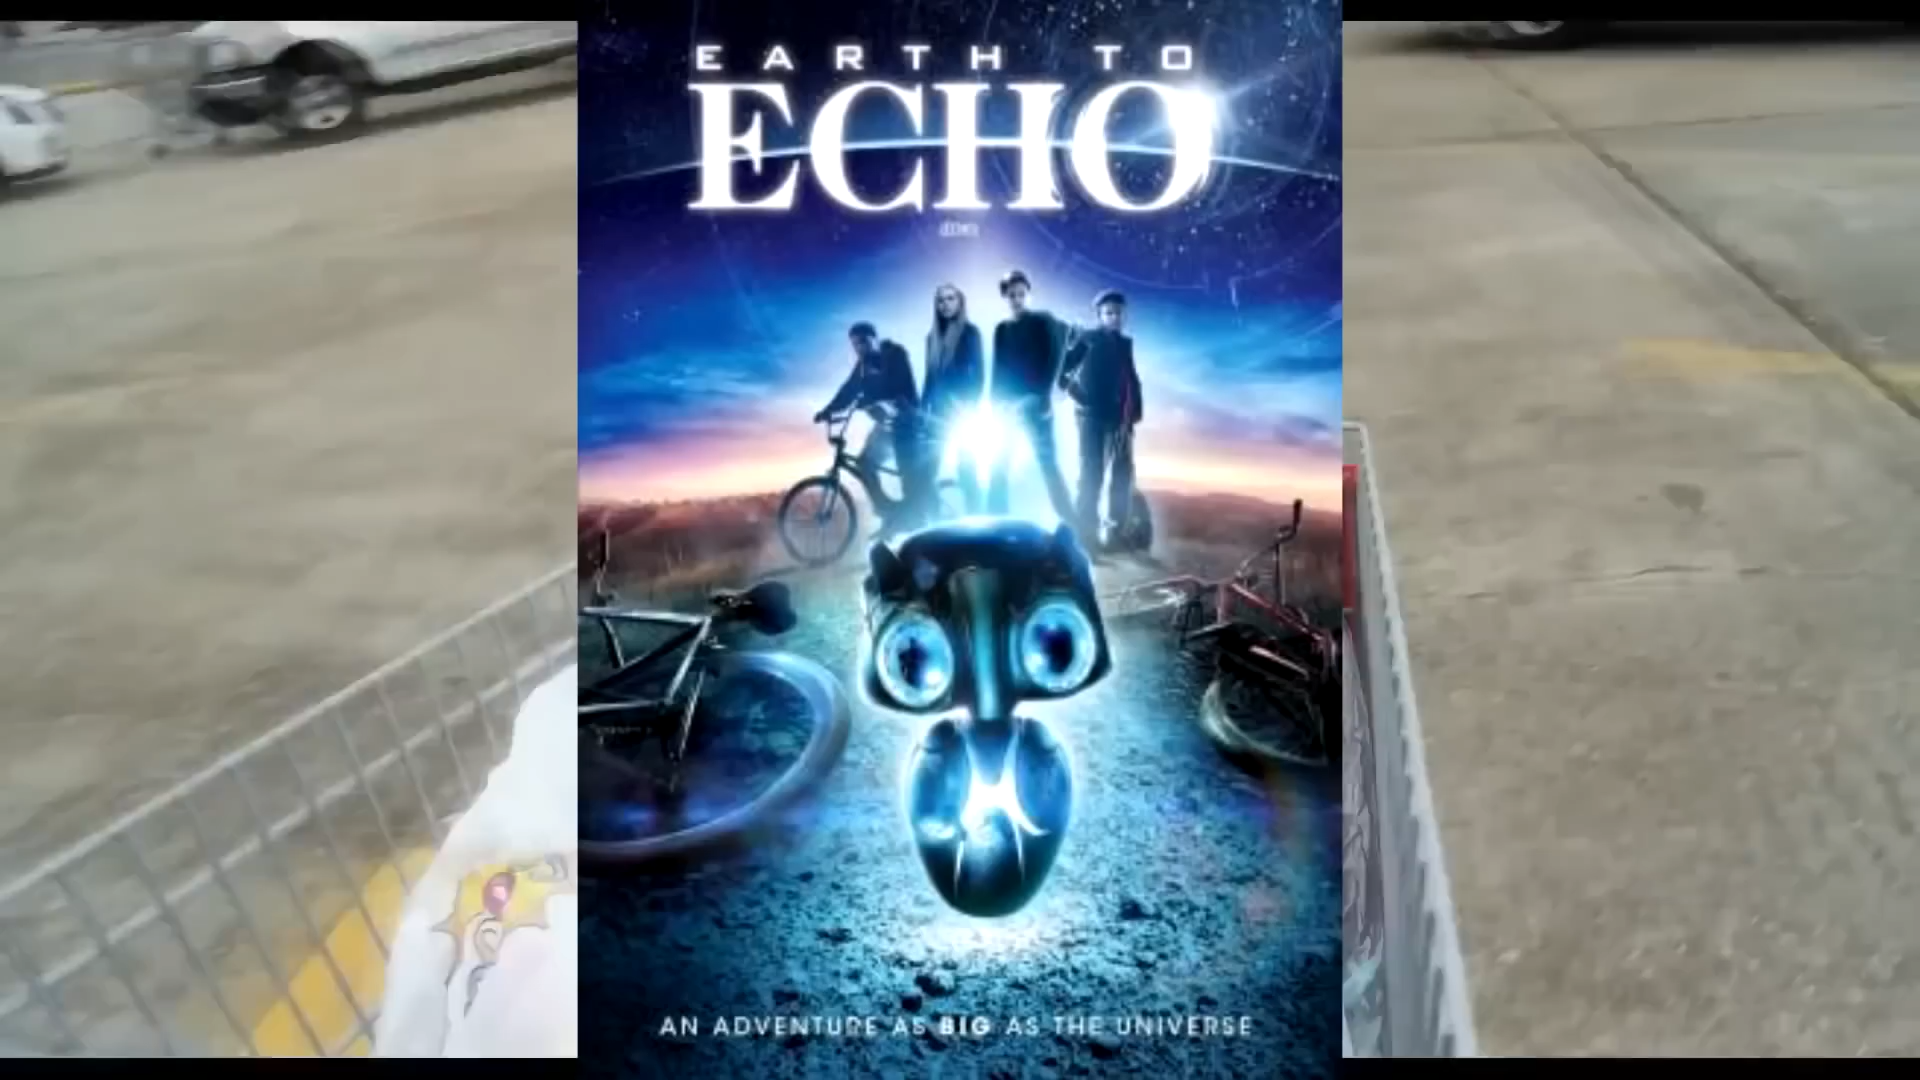 EARTH TO
ECHO
AN ADVENTURE AS BIG AS THE UNIVERSE